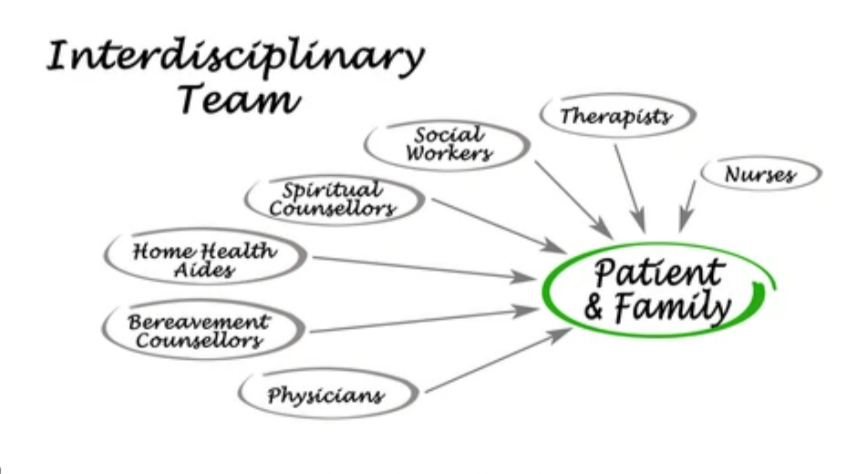 Interdisciplinary
Team
Therapists
Social
Workers
Nurses
Spiritual
Counsellors
Home Health
Aides
Patient
& Family
Bereavement
Counsellors
Physicians